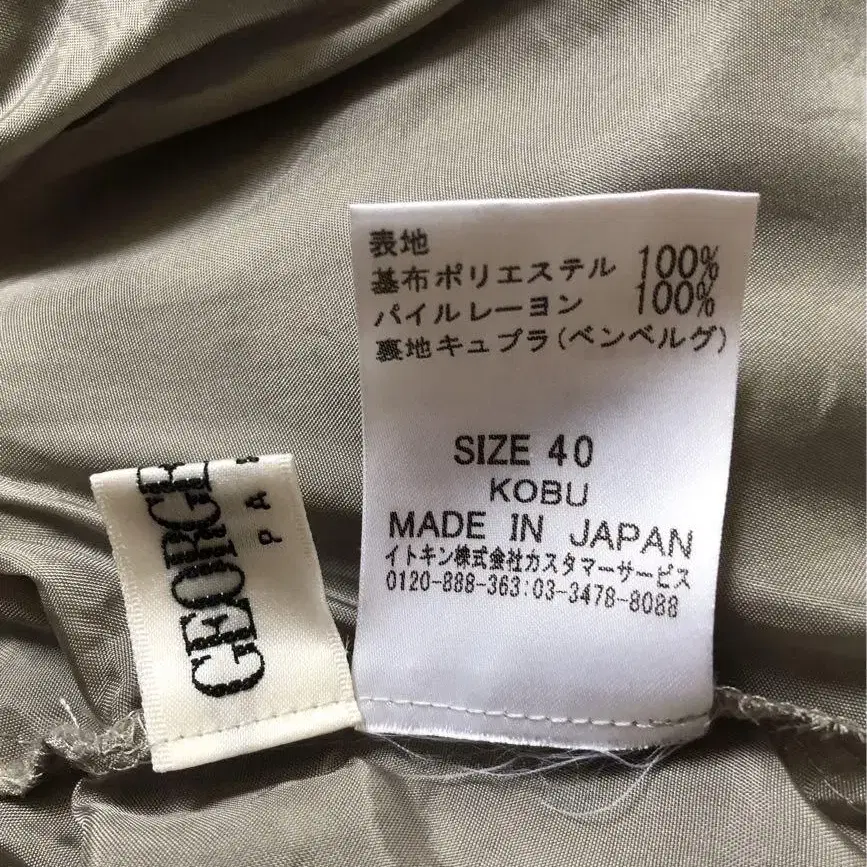 表地
基布ポリエステル 100%
パイルレーヨン 100%
裏地キュプラ(ベンベルグ)
SIZE 40
KOBU
MADE IN JAPAN
イトキン株式会社カスタマーサービス
0120-888-363:03-3478-8088
GEORGE
PA